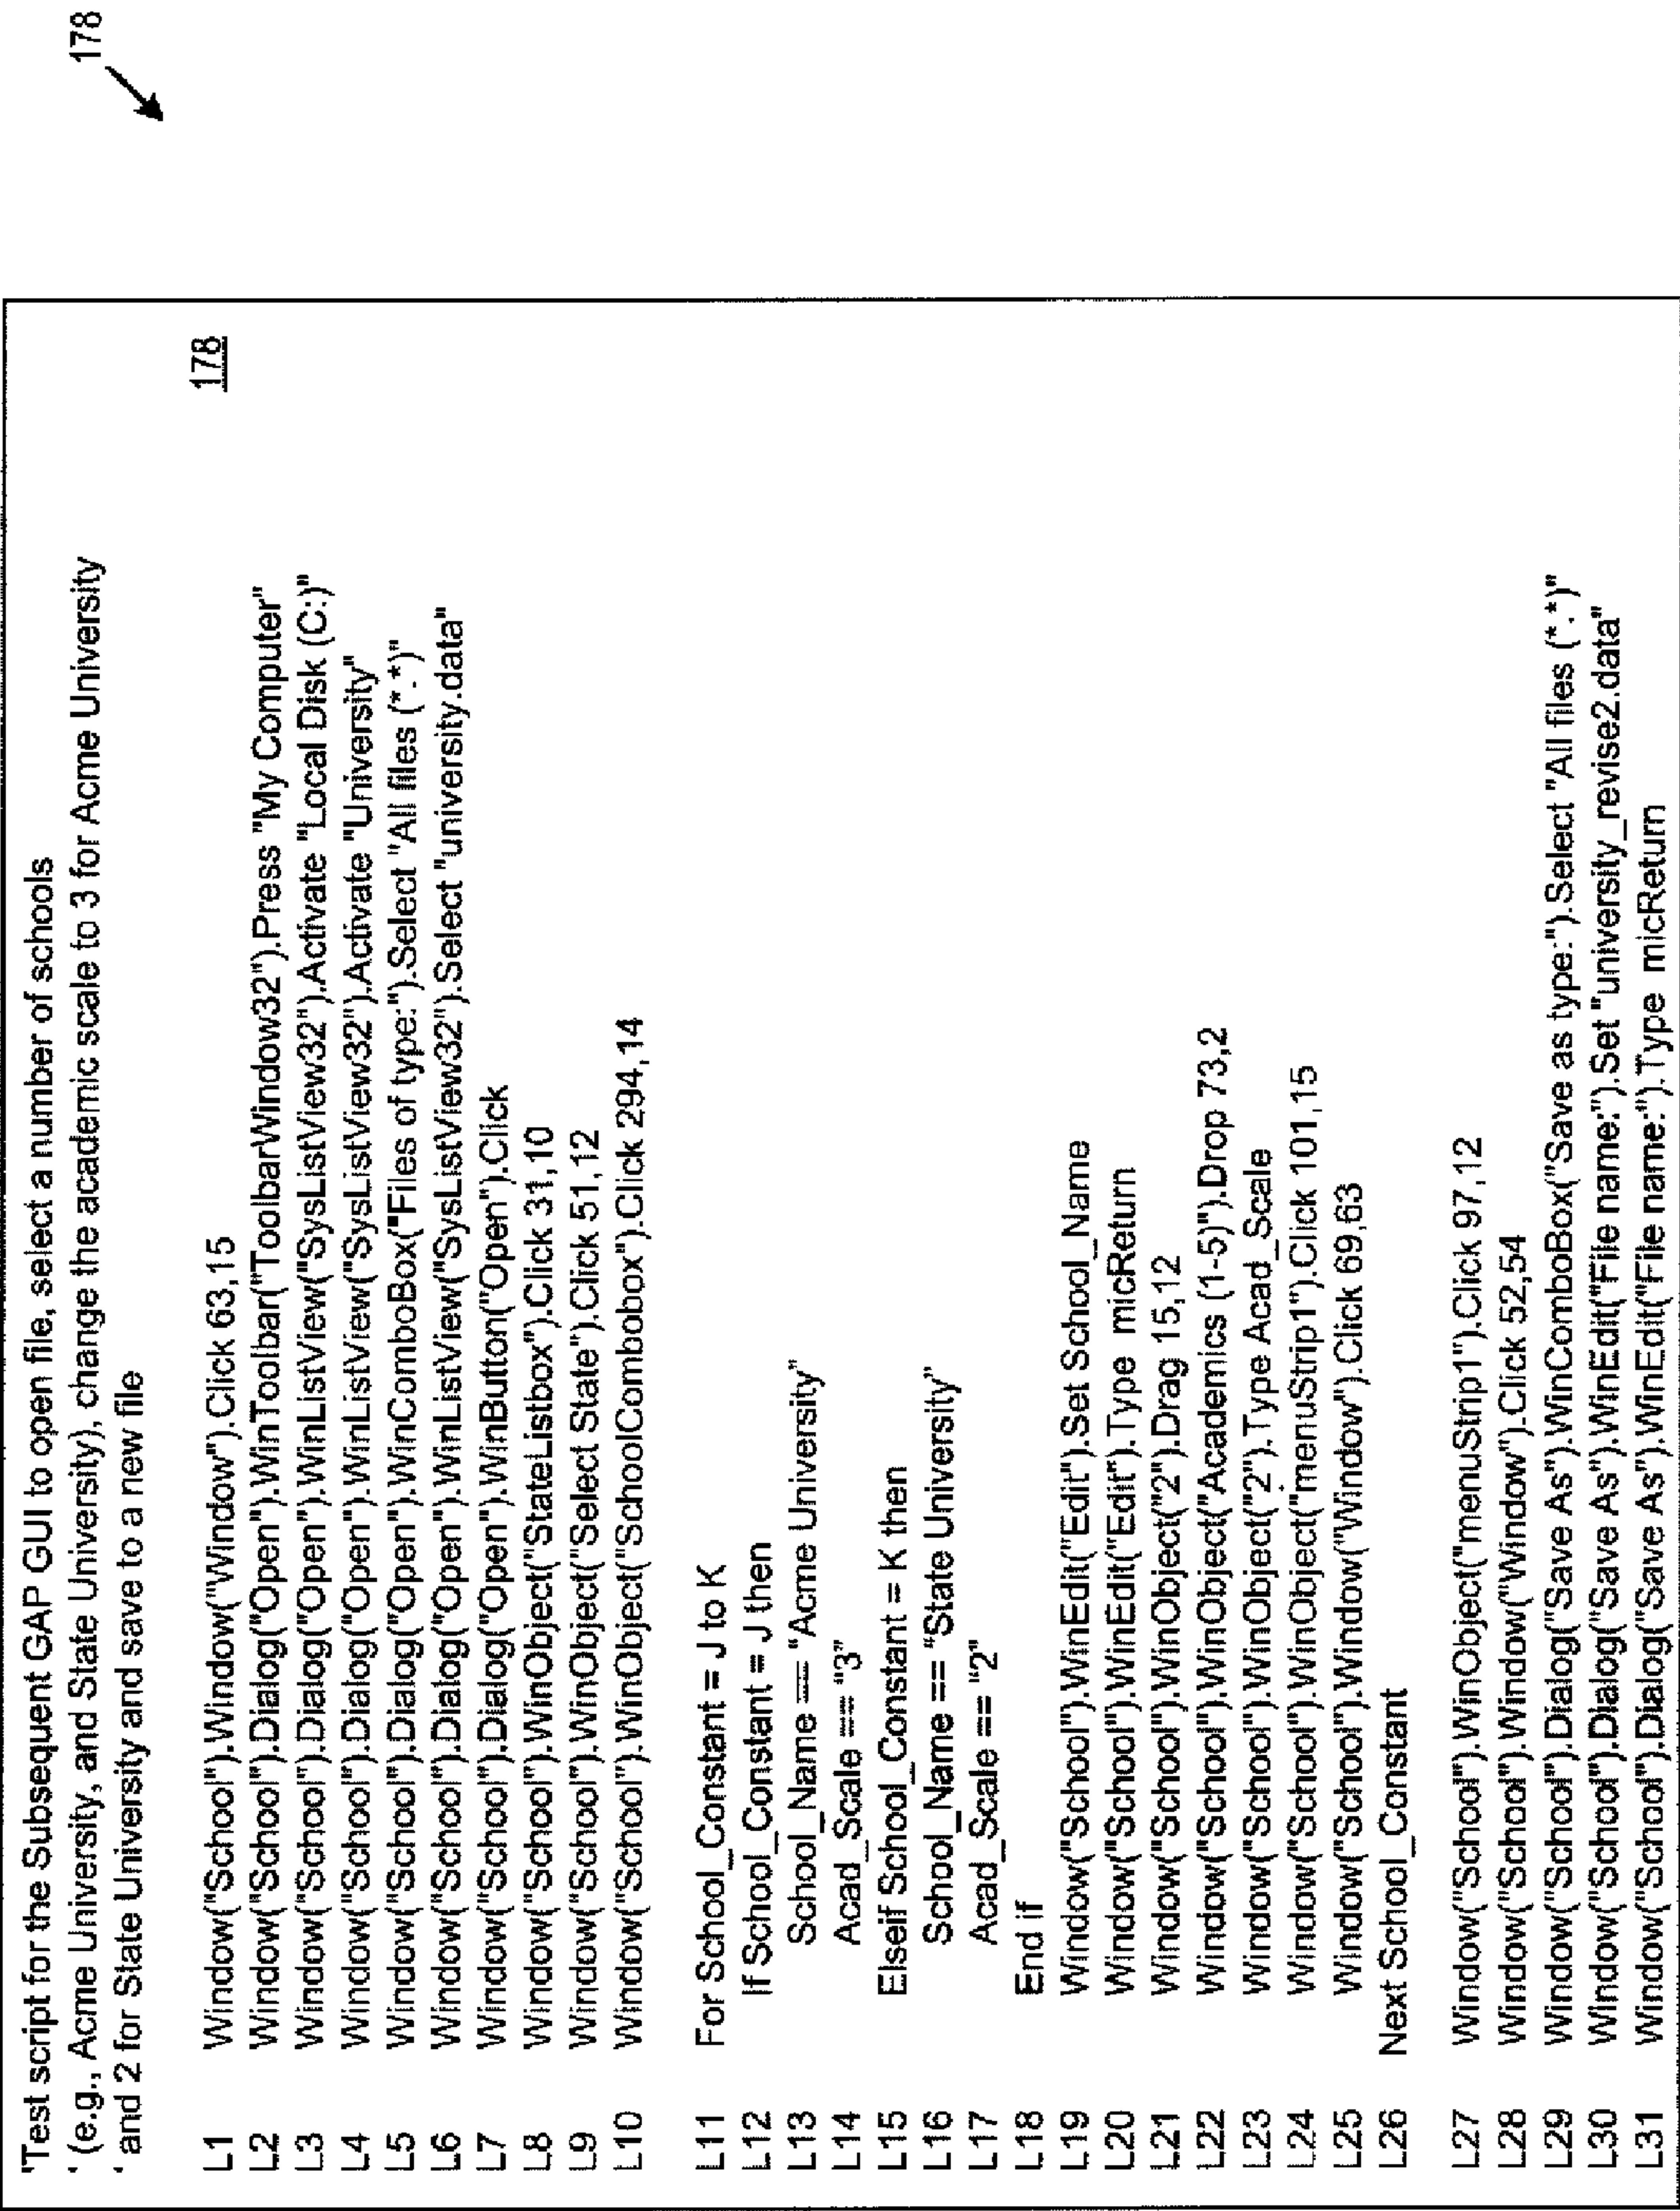 178
'Test script for the Subsequent GAP GUI to open file, select a number of schools
' (e.g., Acme University, and State University), change the academic scale to 3 for Acme University
' and 2 for State University and save to a new file
178
L1 Window("School").Window("Window").Click 63,15
L2 Window("School").Dialog("Open").WinToolbar("ToolbarWindow32").Press "My Computer"
L3 Window("School").Dialog("Open").WinListView("SysListView32").Activate "Local Disk (C:)"
L4 Window("School").Dialog("Open").WinListView("SysListView32").Activate "University"
L5 Window("School").Dialog("Open").WinComboBox("Files of type:").Select "All files (*.*)"
L6 Window("School").Dialog("Open").WinListView("SysListView32").Select "university.data"
L7 Window("School").Dialog("Open").WinButton("Open").Click
L8 Window("School").WinObject("StateListbox").Click 31,10
L9 Window("School").WinObject("Select State").Click 51,12
L10 Window("School").WinObject("SchoolCombobox").Click 294,14
L11 For School_Constant = J to K
L12 If School_Constant = J then
L13 School_Name == "Acme University"
L14 Acad_Scale == "3"
L15 Elseif School_Constant = K then
L16 School_Name == "State University"
L17 Acad_Scale == "2"
L18 End if
L19 Window("School").WinEdit("Edit").Set School_Name
L20 Window("School").WinEdit("Edit").Type micReturn
L21 Window("School").WinObject("2").Drag 15,12
L22 Window("School").WinObject("Academics (1-5)").Drop 73,2
L23 Window("School").WinObject("2").Type Acad_Scale
L24 Window("School").WinObject("menuStrip1").Click 101,15
L25 Window("School").Window("Window").Click 69,63
L26 Next School_Constant
L27 Window("School").WinObject("menuStrip1").Click 97,12
L28 Window("School").Window("Window").Click 52,54
L29 Window("School").Dialog("Save As").WinComboBox("Save as type:").Select "All files (*.*)"
L30 Window("School").Dialog("Save As").WinEdit("File name:").Set "university_revise2.data"
L31 Window("School").Dialog("Save As").WinEdit("File name:").Type micReturn